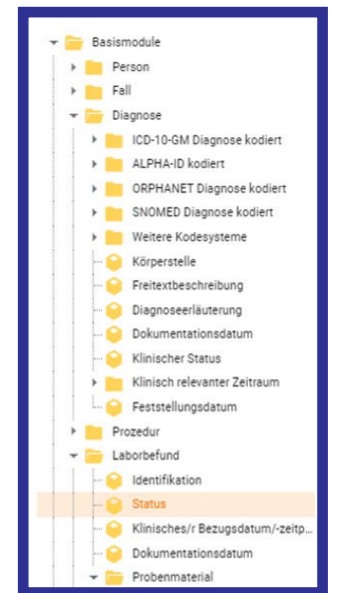 Basismodule
Person
Fall
Diagnose
ICD-10-GM Diagnose kodiert
ALPHA-ID kodiert
ORPHANET Diagnose kodiert
SNOMED Diagnose kodiert
Weitere Kodesysteme
Körperstelle
Freitextbeschreibung
Diagnoseerläuterung
Dokumentationsdatum
Klinischer Status
Klinisch relevanter Zeitraum
Feststellungsdatum
Prozedur
Laborbefund
Identifikation
Status
Klinisches/r Bezugsdatum/-zeitp...
Dokumentationsdatum
Probenmaterial